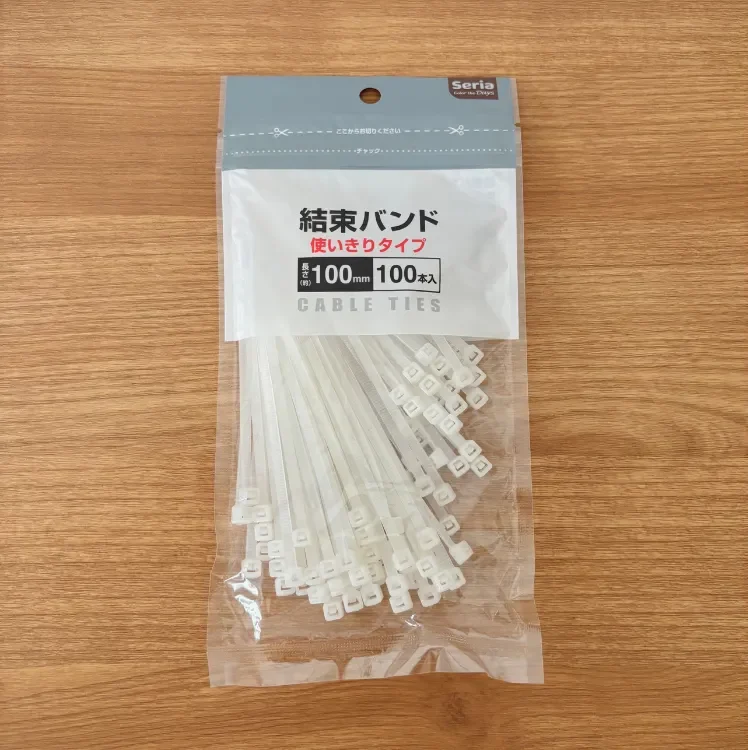 Seria
Color the Days
ここからお切りください
・チャック・
結束バンド
使いきりタイプ
長さ(約) 100mm 100本入
CABLE TIES